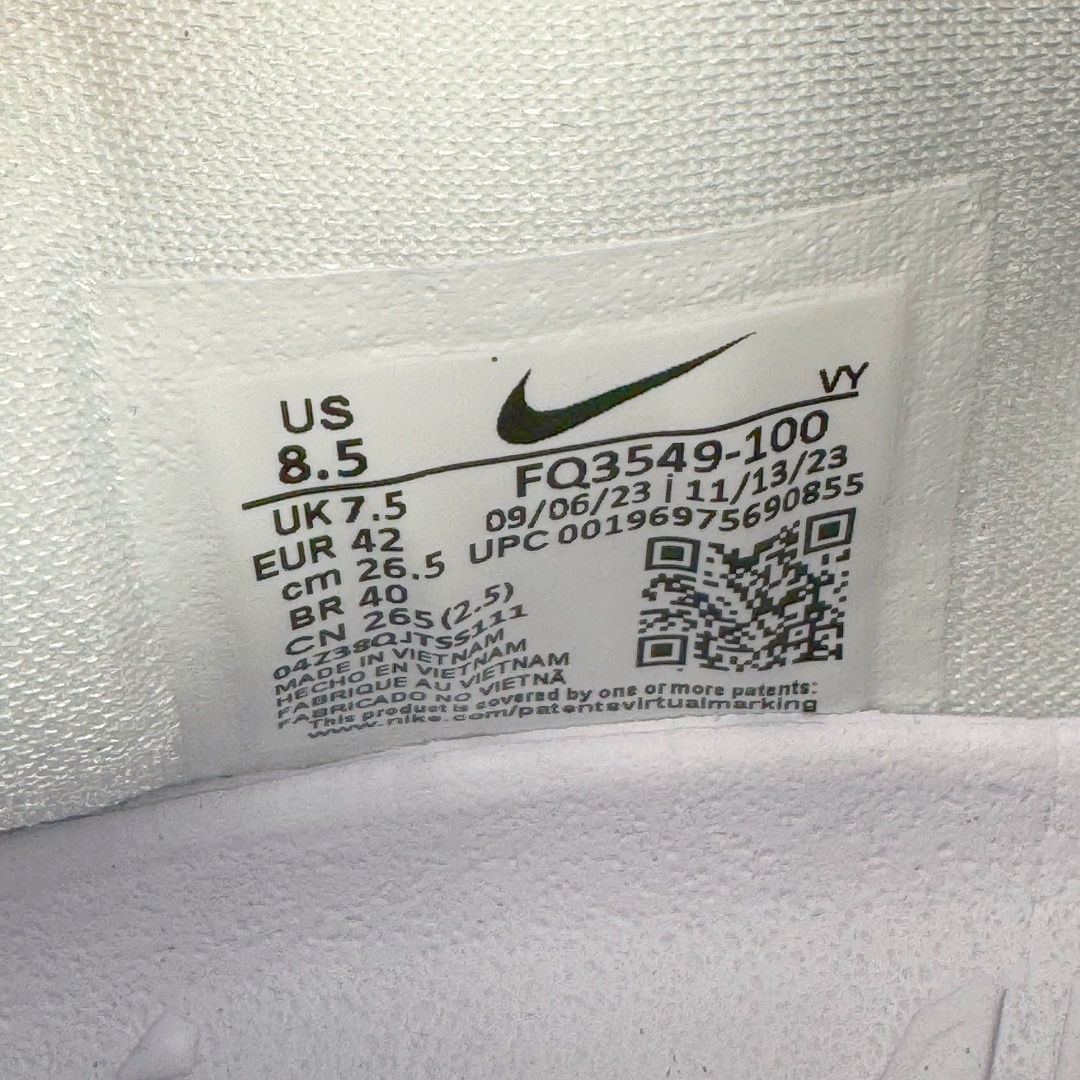 US
8.5
VY
UK 7.5
EUR 42
cm 26.5
BR 40
CN 265 (2.5)
FQ3549-100
09/06/23 | 11/13/23
UPC 00196975690855
04Z38QJTSS111
MADE IN VIETNAM
HECHO EN VIETNAM
FABRIQUE AU VIETNAM
FABRICADO NO VIETNÃ
This product is covered by one or more patents:
www.nike.com/patentsvirtualmarking